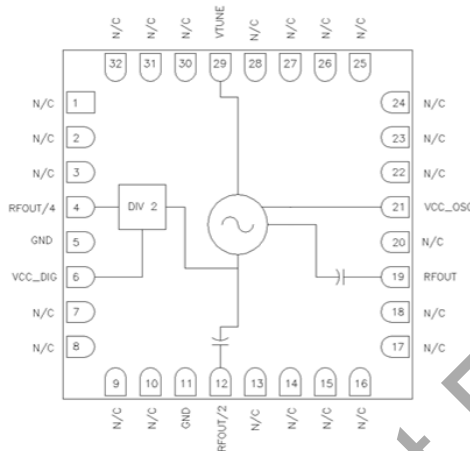 N/C N/C N/C VTUNE N/C N/C N/C N/C
32 31 30 29 28 27 26 25
N/C 1
N/C 2
N/C 3
RFOUT/4 4
GND 5
VCC_DIG 6
N/C 7
N/C 8
DIV 2
24 N/C
23 N/C
22 N/C
21 VCC_OSC
20 N/C
19 RFOUT
18 N/C
17 N/C
9 10 11 12 13 14 15 16
N/C N/C GND RFOUT/2 N/C N/C N/C N/C